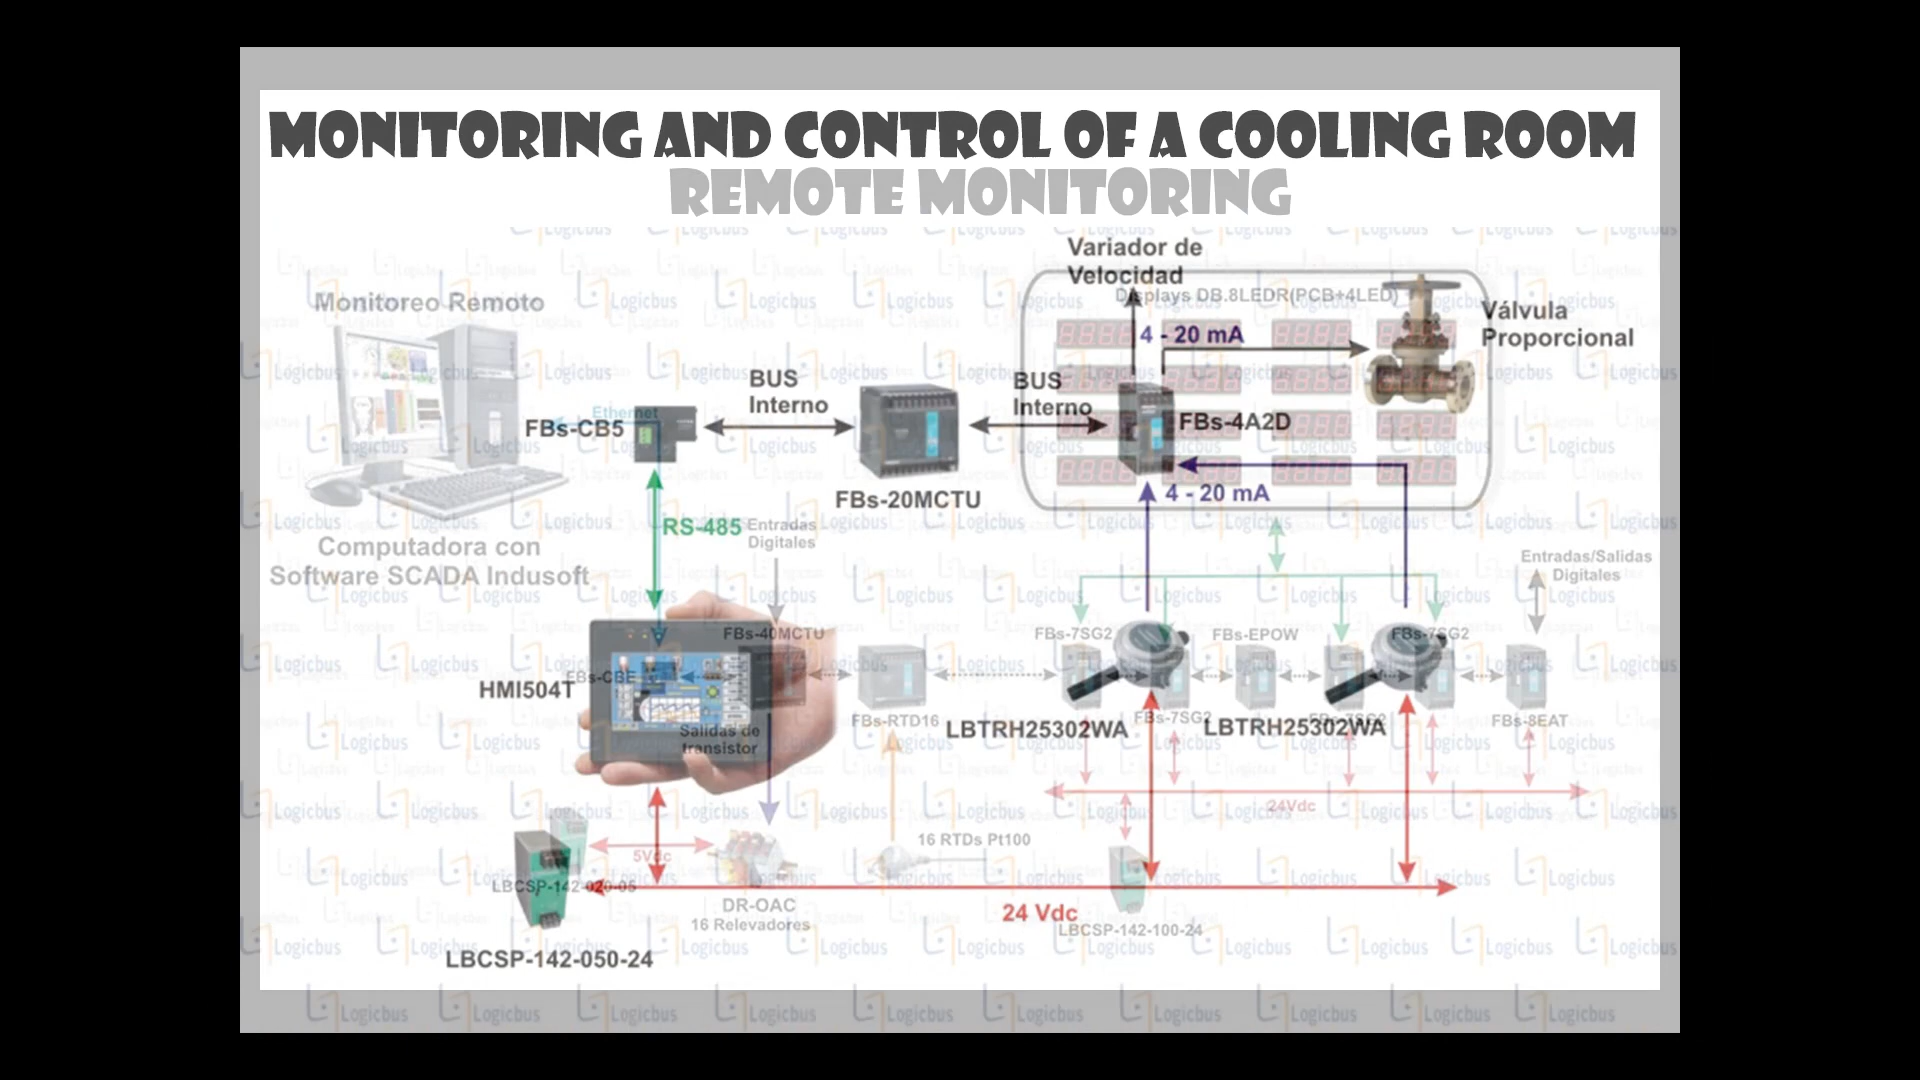 MONITORING AND CONTROL OF A COOLING ROOM
REMOTE MONITORING
Variador de
Velocidad
Displays DB.8LEDR(PCB+4LED)
Monitoreo Remoto
Válvula
Proporcional
4 - 20 mA
BUS
Interno
BUS
Interno
Ethernet
FBs-CB5
FBs-4A2D
FBs-20MCTU
4 - 20 mA
RS-485
Entradas
Digitales
Computadora con
Software SCADA Indusoft
Entradas/Salidas
Digitales
FBs-40MCTU
FBs-7SG2
FBs-EPOW
FBs-7SG2
FBs-CBE
HMI504T
FBs-RTD16
FBs-7SG2
FBs-7SG2
FBs-8EAT
LBTRH25302WA
LBTRH25302WA
Salidas de
transistor
24Vdc
16 RTDs Pt100
5Vdc
LBCSP-142-020-05
DR-OAC
16 Relevadores
24 Vdc
LBCSP-142-100-24
LBCSP-142-050-24
Logicbus